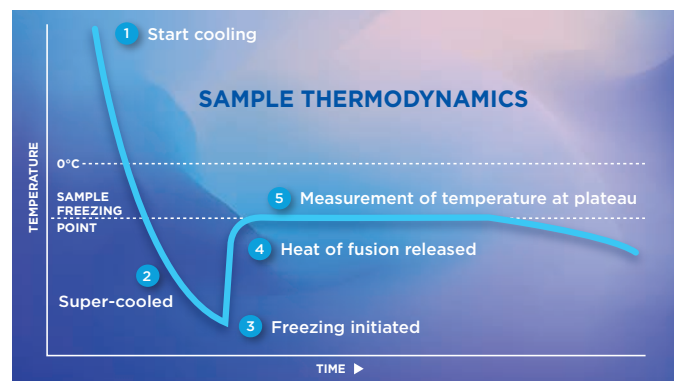 1 Start cooling
SAMPLE THERMODYNAMICS
TEMPERATURE
0°C
SAMPLE
FREEZING
POINT
5 Measurement of temperature at plateau
4 Heat of fusion released
2
Super-cooled
3 Freezing initiated
TIME ▶